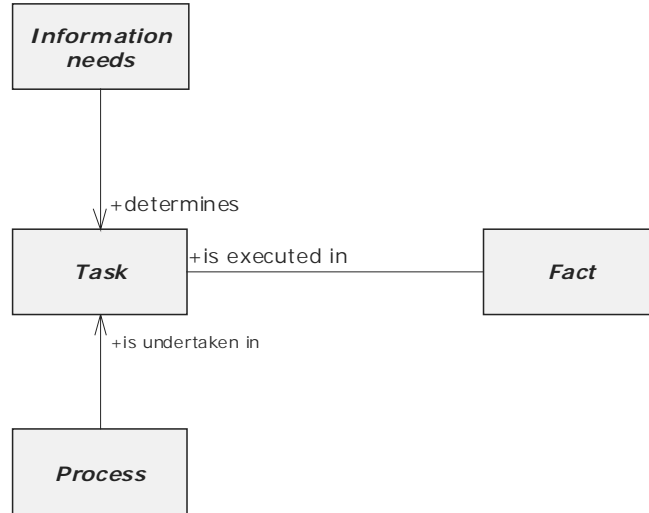 Information
needs
+determines
Task
+is executed in
Fact
+is undertaken in
Process